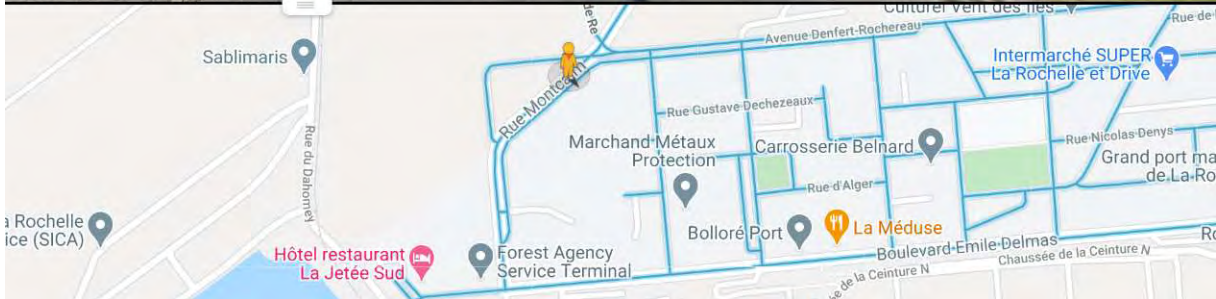 Culturel Vent des Iles
de Re
Rue de
Avenue Denfert-Rochereau
Sablimaris
Intermarché SUPER
La Rochelle et Drive
Rue Montcalm
Rue Gustave Dechezeaux
Rue du Dahomey
Marchand Métaux
Protection
Carrosserie Belnard
Rue Nicolas Denys
Grand port ma
de La Ro
Rue d'Alger
a Rochelle
ice (SICA)
Bolloré Port
La Méduse
Hôtel restaurant
La Jetée Sud
Forest Agency
Service Terminal
Boulevard Emile Delmas
Chaussée de la Ceinture N
Ro
e de la Ceinture N